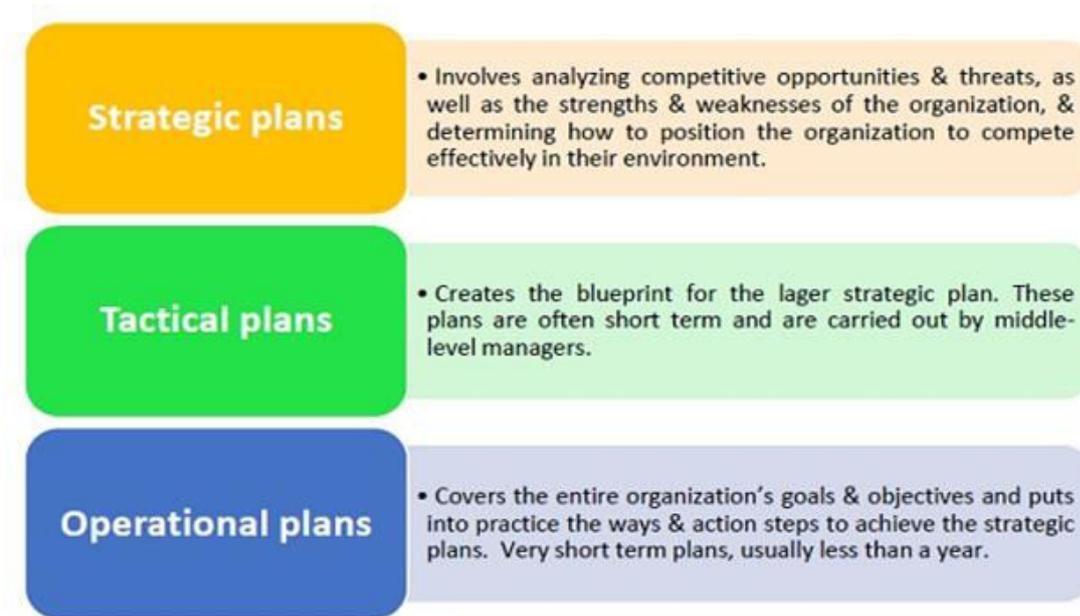 Strategic plans
• Involves analyzing competitive opportunities & threats, as
well as the strengths & weaknesses of the organization, &
determining how to position the organization to compete
effectively in their environment.
Tactical plans
• Creates the blueprint for the lager strategic plan. These
plans are often short term and are carried out by middle-
level managers.
Operational plans
• Covers the entire organization's goals & objectives and puts
into practice the ways & action steps to achieve the strategic
plans. Very short term plans, usually less than a year.